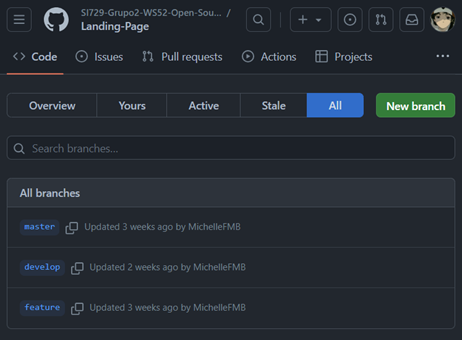 SI729-Grupo2-WS52-Open-Sou... /
Landing-Page
Code Issues Pull requests Actions Projects
Overview Yours Active Stale All New branch
Search branches...
All branches
master Updated 3 weeks ago by MichelleFMB
develop Updated 2 weeks ago by MichelleFMB
feature Updated 3 weeks ago by MichelleFMB